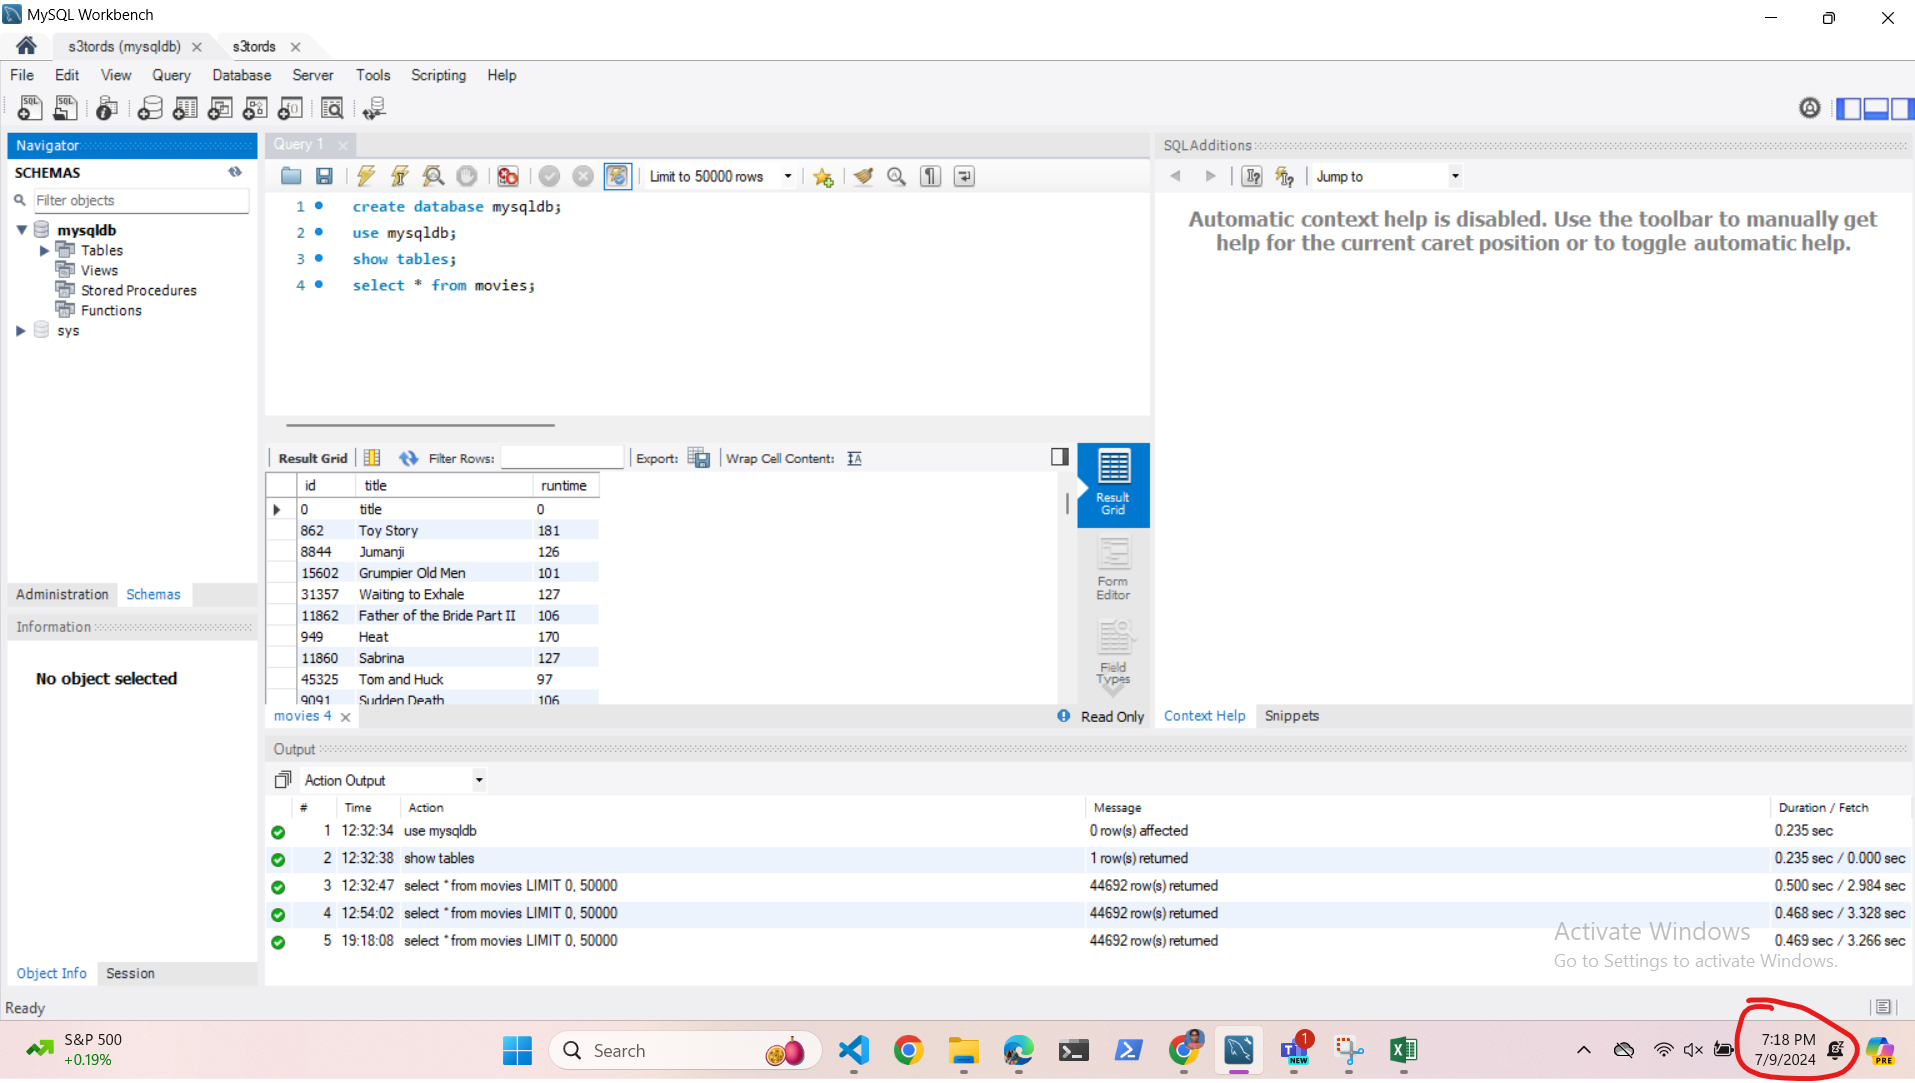 MySQL Workbench
s3tords (mysqldb) s3tords
File Edit View Query Database Server Tools Scripting Help
Navigator
SCHEMAS
Filter objects
mysqldb
Tables
Views
Stored Procedures
Functions
sys
Administration Schemas
Information
No object selected
Object Info Session
Query 1
Limit to 50000 rows
1 create database mysqldb;
2 use mysqldb;
3 show tables;
4 select * from movies;
Result Grid Filter Rows: Export: Wrap Cell Content:
id title runtime
0 title 0
862 Toy Story 181
8844 Jumanji 126
15602 Grumpier Old Men 101
31357 Waiting to Exhale 127
11862 Father of the Bride Part II 106
949 Heat 170
11860 Sabrina 127
45325 Tom and Huck 97
9091 Sudden Death 106
Result
Grid
Form
Editor
Field
Types
movies 4 Read Only
SQLAdditions
Jump to
Automatic context help is disabled. Use the toolbar to manually get
help for the current caret position or to toggle automatic help.
Context Help Snippets
Output
Action Output
# Time Action Message Duration / Fetch
1 12:32:34 use mysqldb 0 row(s) affected 0.235 sec
2 12:32:38 show tables 1 row(s) returned 0.235 sec / 0.000 sec
3 12:32:47 select * from movies LIMIT 0, 50000 44692 row(s) returned 0.500 sec / 2.984 sec
4 12:54:02 select * from movies LIMIT 0, 50000 44692 row(s) returned 0.468 sec / 3.328 sec
5 19:18:08 select * from movies LIMIT 0, 50000 44692 row(s) returned 0.469 sec / 3.266 sec
Activate Windows
Go to Settings to activate Windows.
Ready
S&P 500
+0.19%
Search
1
NEW
7:18 PM
7/9/2024
PRE